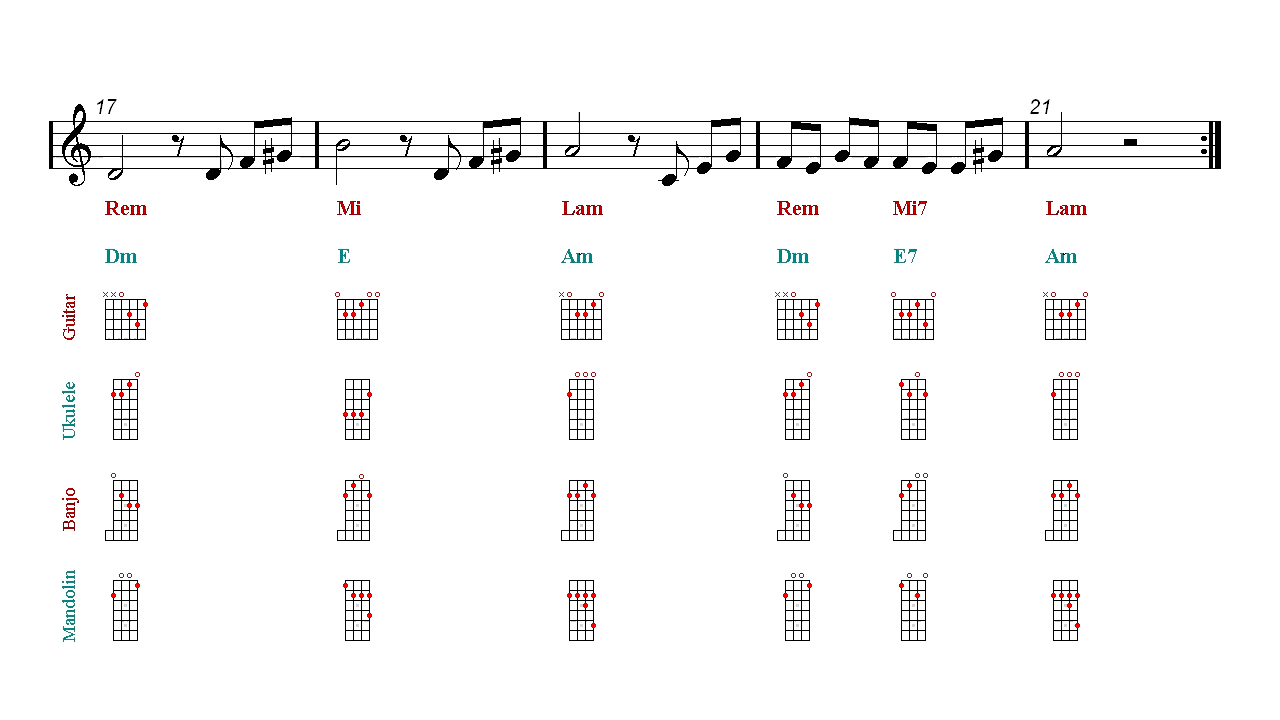 17 21
Rem Mi Lam Rem Mi7 Lam
Dm E Am Dm E7 Am
Guitar
Ukulele
Banjo
Mandolin